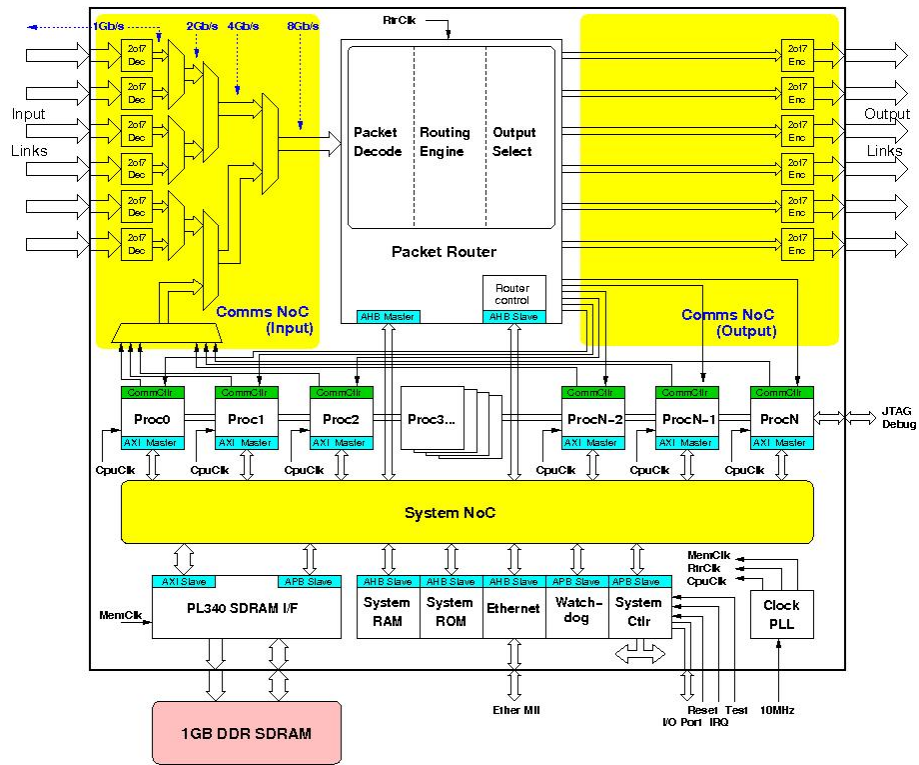 RtrClk
1Gb/s 2Gb/s 4Gb/s 8Gb/s
2of7 Dec
2of7 Dec
2of7 Dec
2of7 Dec
2of7 Dec
2of7 Dec
Input
Links
Packet Decode
Routing Engine
Output Select
Packet Router
Router control
AHB Master
AHB Slave
2of7 Enc
2of7 Enc
2of7 Enc
2of7 Enc
2of7 Enc
2of7 Enc
Output
Links
Comms NoC
(Input)
Comms NoC
(Output)
CommCtlr
CommCtlr
CommCtlr
CommCtlr
CommCtlr
CommCtlr
Proc0
Proc1
Proc2
Proc3...
ProcN-2
ProcN-1
ProcN
JTAG
Debug
AXI Master
AXI Master
AXI Master
AXI Master
AXI Master
AXI Master
CpuClk
CpuClk
CpuClk
CpuClk
CpuClk
CpuClk
System NoC
AXI Slave
APB Slave
AHB Slave
AHB Slave
AHB Slave
APB Slave
APB Slave
PL340 SDRAM I/F
MemClk
System RAM
System ROM
Ethernet
Watch-dog
System Ctlr
MemClk
RtrClk
CpuClk
Clock
PLL
1GB DDR SDRAM
Ether MII
Reset Test
I/O Port IRQ
10MHz